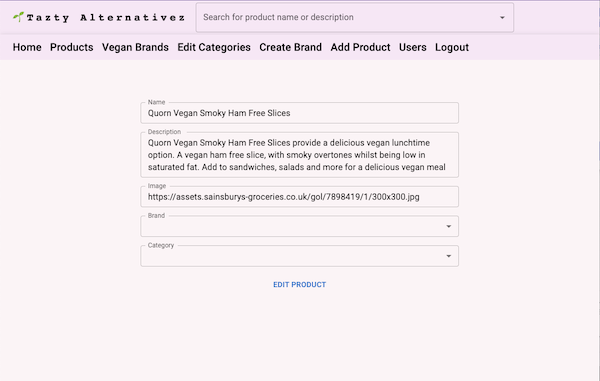 Tazty Alternativez
Search for product name or description
Home Products Vegan Brands Edit Categories Create Brand Add Product Users Logout
Name
Quorn Vegan Smoky Ham Free Slices
Description
Quorn Vegan Smoky Ham Free Slices provide a delicious vegan lunchtime
option. A vegan ham free slice, with smoky overtones whilst being low in
saturated fat. Add to sandwiches, salads and more for a delicious vegan meal
Image
https://assets.sainsburys-groceries.co.uk/gol/7898419/1/300x300.jpg
Brand
Category
EDIT PRODUCT